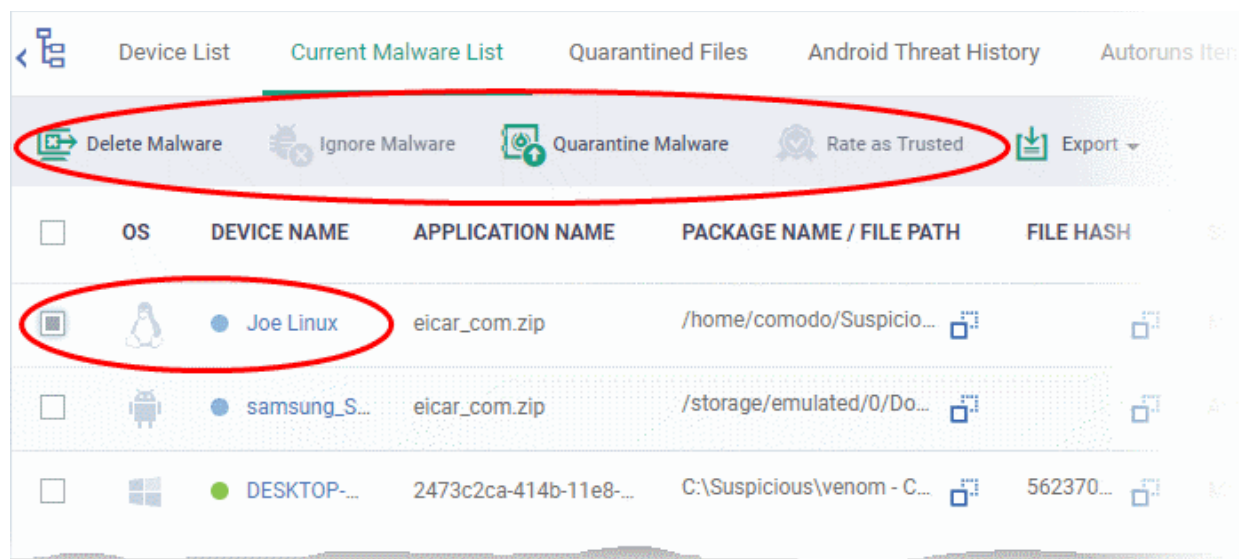 Device List Current Malware List Quarantined Files Android Threat History Autoruns Iter
Delete Malware Ignore Malware Quarantine Malware Rate as Trusted Export
OS DEVICE NAME APPLICATION NAME PACKAGE NAME / FILE PATH FILE HASH
Joe Linux eicar_com.zip /home/comodo/Suspicio...
samsung_S... eicar_com.zip /storage/emulated/0/Do...
DESKTOP-... 2473c2ca-414b-11e8-... C:\Suspicious\venom - C... 562370...